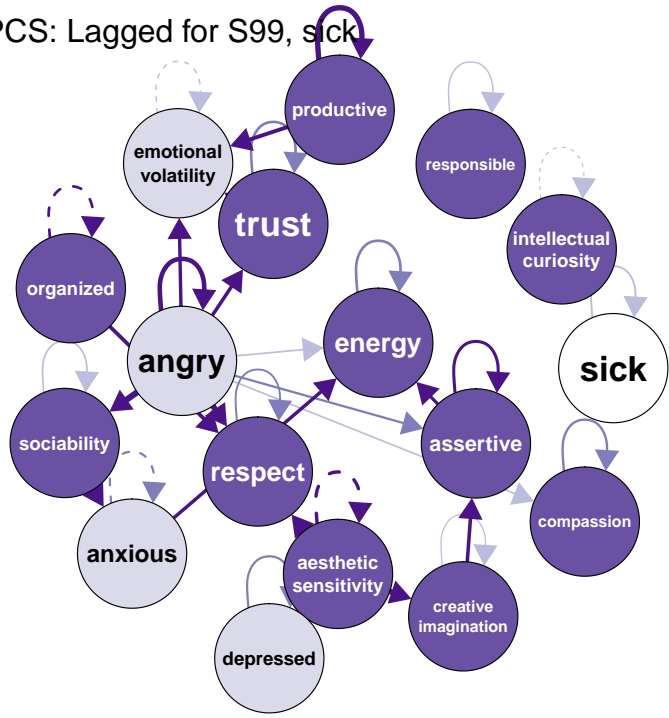 PCS: Lagged for S99, sick
productive
emotional
volatility
responsible
trust
intellectual
curiosity
organized
energy
angry
sick
sociability
assertive
respect
compassion
anxious
aesthetic
sensitivity
creative
imagination
depressed